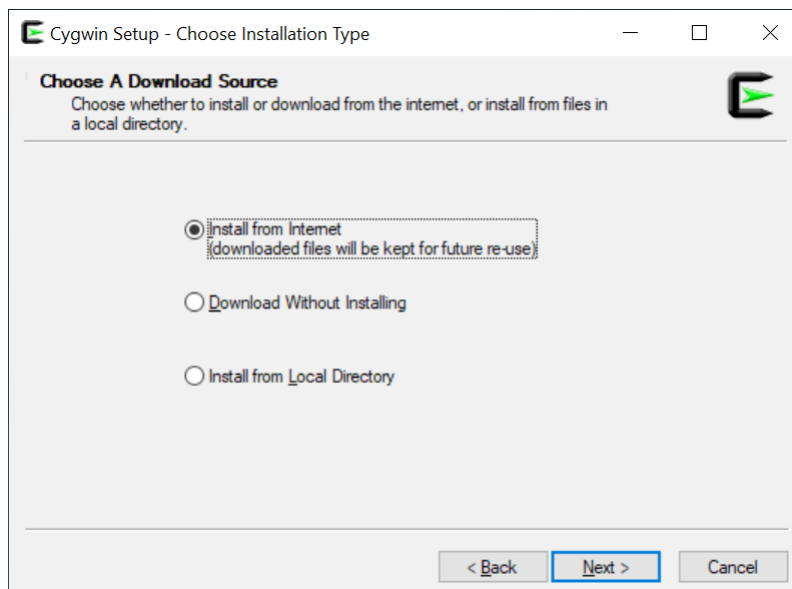 Cygwin Setup - Choose Installation Type
Choose A Download Source
Choose whether to install or download from the internet, or install from files in
a local directory.
Install from Internet
(downloaded files will be kept for future re-use)
Download Without Installing
Install from Local Directory
< Back
Next >
Cancel